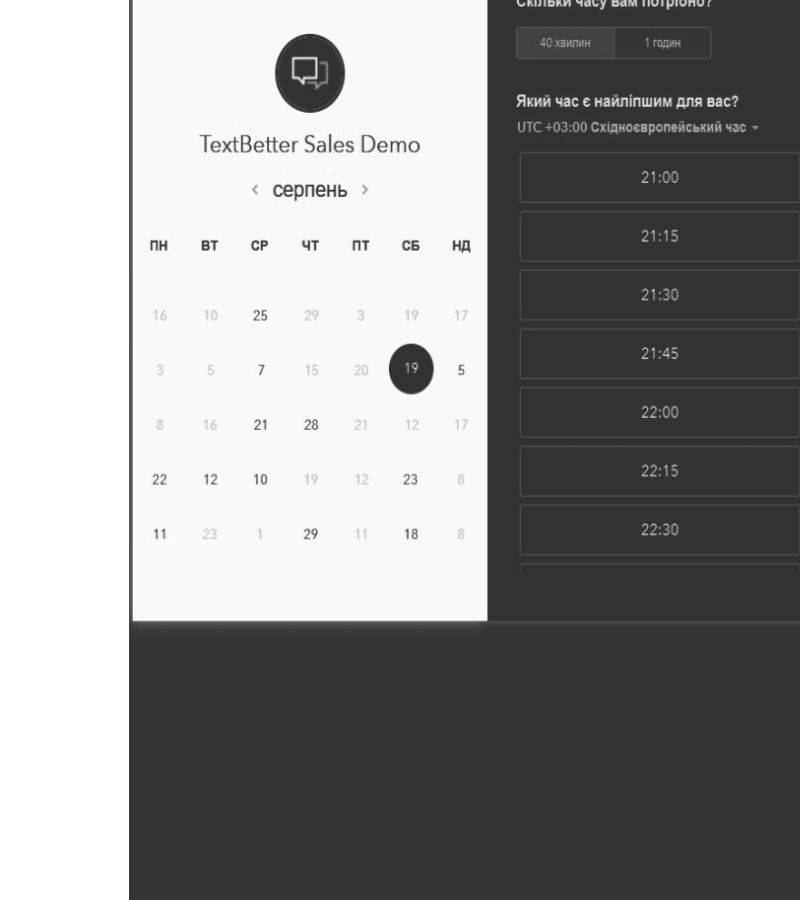 TextBetter Sales Demo
‹ серпень ›
ПН ВТ СР ЧТ ПТ СБ НД
16 10 25 29 3 19 17
3 5 7 15 20 19 5
8 16 21 28 21 12 17
22 12 10 19 12 23 8
11 23 1 29 11 18 8
Скільки часу вам потрібно?
40 хвилин 1 годин
Який час є найліпшим для вас?
UTC +03:00 Східноєвропейський час
21:00
21:15
21:30
21:45
22:00
22:15
22:30